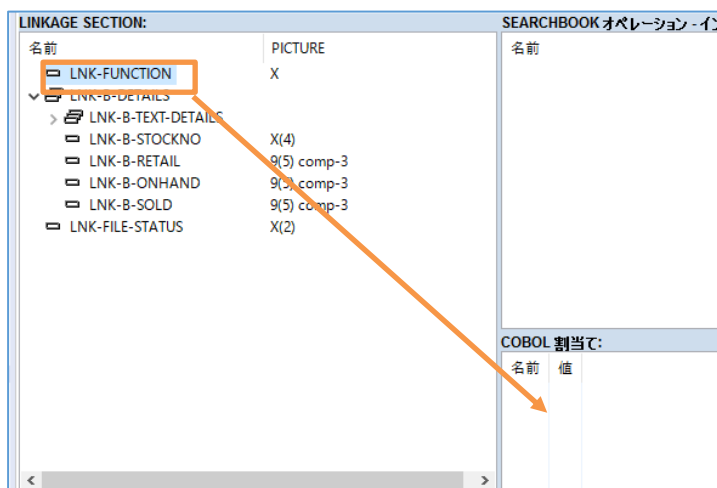 LINKAGE SECTION:
名前 PICTURE
LNK-FUNCTION X
LNK-B-DETAILS
LNK-B-TEXT-DETAILS
LNK-B-STOCKNO X(4)
LNK-B-RETAIL 9(5) comp-3
LNK-B-ONHAND 9(5) comp-3
LNK-B-SOLD 9(5) comp-3
LNK-FILE-STATUS X(2)
SEARCHBOOK オペレーション - イン
名前
COBOL 割当て:
名前 値